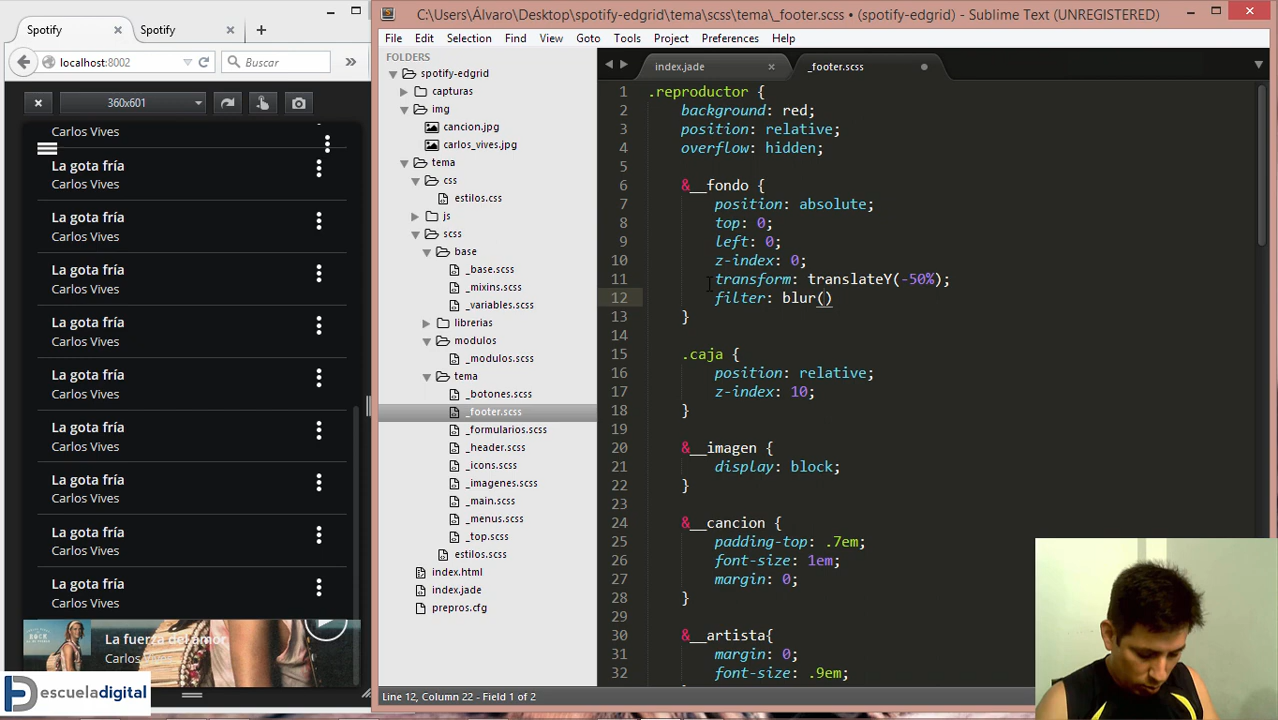 Spotify
Spotify
localhost:8002
Buscar
360x601
Carlos Vives
La gota fría
Carlos Vives
La gota fría
Carlos Vives
La gota fría
Carlos Vives
La gota fría
Carlos Vives
La gota fría
Carlos Vives
La gota fría
Carlos Vives
La gota fría
Carlos Vives
La gota fría
Carlos Vives
La gota fría
Carlos Vives
La fuerza del amor
Carlos Vives
escueladigital
C:\Users\Álvaro\Desktop\spotify-edgrid\tema\scss\tema\_footer.scss • (spotify-edgrid) - Sublime Text (UNREGISTERED)
File Edit Selection Find View Goto Tools Project Preferences Help
FOLDERS
spotify-edgrid
capturas
img
cancion.jpg
carlos_vives.jpg
tema
css
estilos.css
js
scss
base
_base.scss
_mixins.scss
_variables.scss
librerias
modulos
_modulos.scss
tema
_botones.scss
_footer.scss
_formularios.scss
_header.scss
_icons.scss
_imagenes.scss
_main.scss
_menus.scss
_top.scss
estilos.scss
index.html
index.jade
prepros.cfg
index.jade
_footer.scss
1 .reproductor {
2 background: red;
3 position: relative;
4 overflow: hidden;
5
6 &__fondo {
7 position: absolute;
8 top: 0;
9 left: 0;
10 z-index: 0;
11 transform: translateY(-50%);
12 filter: blur()
13 }
14
15 .caja {
16 position: relative;
17 z-index: 10;
18 }
19
20 &__imagen {
21 display: block;
22 }
23
24 &__cancion {
25 padding-top: .7em;
26 font-size: 1em;
27 margin: 0;
28 }
29
30 &__artista{
31 margin: 0;
32 font-size: .9em;
Line 12, Column 22 - Field 1 of 2